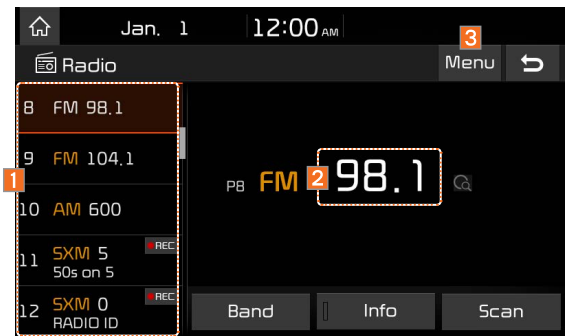 Jan. 1 12:00 AM
3
Radio Menu
8 FM 98.1
9 FM 104.1
1
10 AM 600
11 SXM 5 REC
50s on 5
12 SXM 0 REC
RADIO ID
P8 FM 2 98.1
Band Info Scan